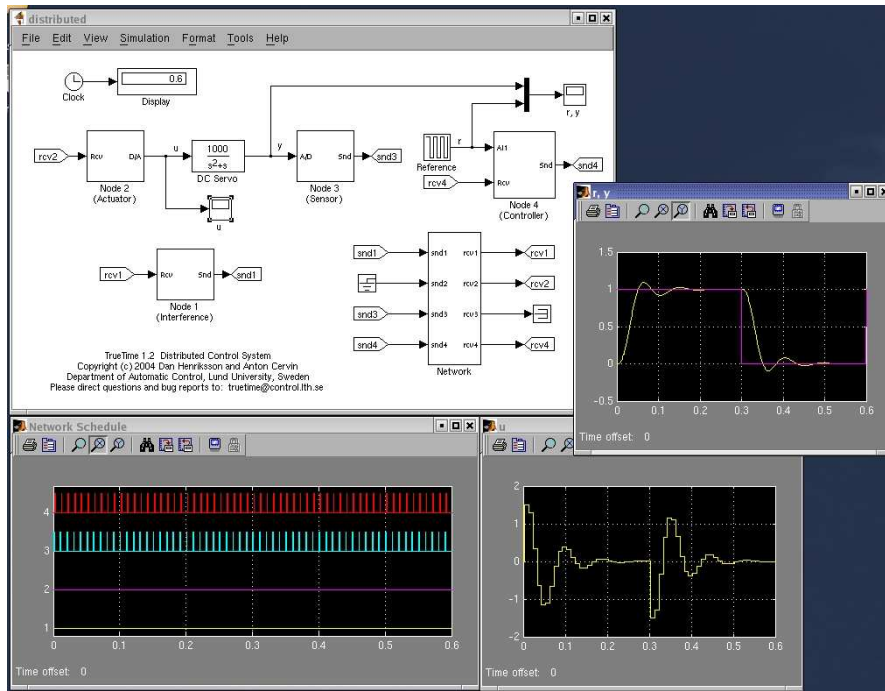 distributed
File Edit View Simulation Format Tools Help
Clock
0.6
Display
r, y
rcv2
Rcv D/A
Node 2
(Actuator)
u
1000
s²+s
DC Servo
y
A/D Snd
Node 3
(Sensor)
snd3
Reference
r
rcv4
AI1
Rcv
Snd
Node 4
(Controller)
snd4
u
rcv1
Rcv Snd
Node 1
(Interference)
snd1
snd1
snd3
snd4
snd1 rcv1
snd2 rcv2
snd3 rcv3
snd4 rcv4
Network
rcv1
rcv2
rcv4
TrueTime 1.2 Distributed Control System
Copyright (c) 2004 Dan Henriksson and Anton Cervin
Department of Automatic Control, Lund University, Sweden
Please direct questions and bug reports to: truetime@control.lth.se
r, y
1.5
1
0.5
0
-0.5
0 0.1 0.2 0.3 0.4 0.5 0.6
Time offset: 0
Network Schedule
4
3
2
1
0 0.1 0.2 0.3 0.4 0.5 0.6
Time offset: 0
u
2
1
0
-1
-2
0 0.1 0.2 0.3 0.4 0.5 0.6
Time offset: 0